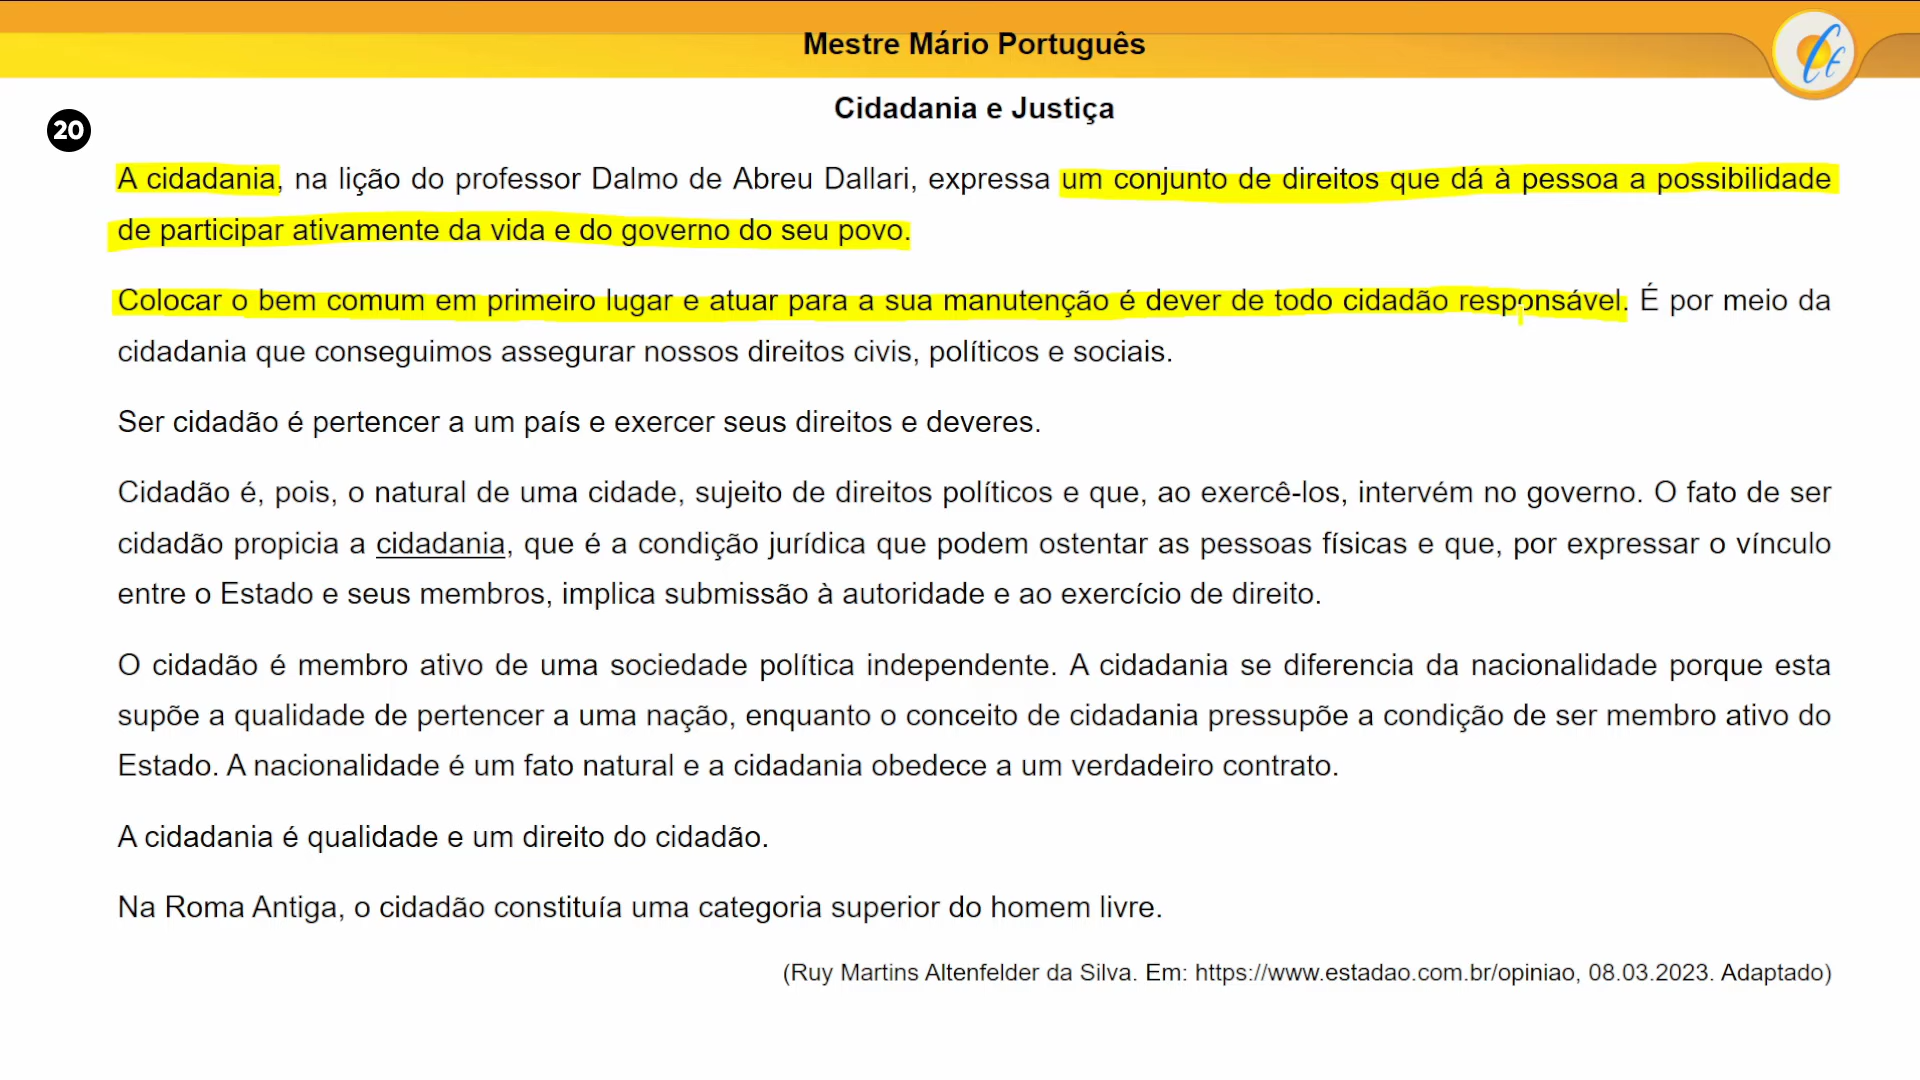 Mestre Mário Português
Cidadania e Justiça
20
A cidadania, na lição do professor Dalmo de Abreu Dallari, expressa um conjunto de direitos que dá à pessoa a possibilidade
de participar ativamente da vida e do governo do seu povo.
Colocar o bem comum em primeiro lugar e atuar para a sua manutenção é dever de todo cidadão responsável. É por meio da
cidadania que conseguimos assegurar nossos direitos civis, políticos e sociais.
Ser cidadão é pertencer a um país e exercer seus direitos e deveres.
Cidadão é, pois, o natural de uma cidade, sujeito de direitos políticos e que, ao exercê-los, intervém no governo. O fato de ser
cidadão propicia a cidadania, que é a condição jurídica que podem ostentar as pessoas físicas e que, por expressar o vínculo
entre o Estado e seus membros, implica submissão à autoridade e ao exercício de direito.
O cidadão é membro ativo de uma sociedade política independente. A cidadania se diferencia da nacionalidade porque esta
supõe a qualidade de pertencer a uma nação, enquanto o conceito de cidadania pressupõe a condição de ser membro ativo do
Estado. A nacionalidade é um fato natural e a cidadania obedece a um verdadeiro contrato.
A cidadania é qualidade e um direito do cidadão.
Na Roma Antiga, o cidadão constituía uma categoria superior do homem livre.
(Ruy Martins Altenfelder da Silva. Em: https://www.estadao.com.br/opiniao, 08.03.2023. Adaptado)